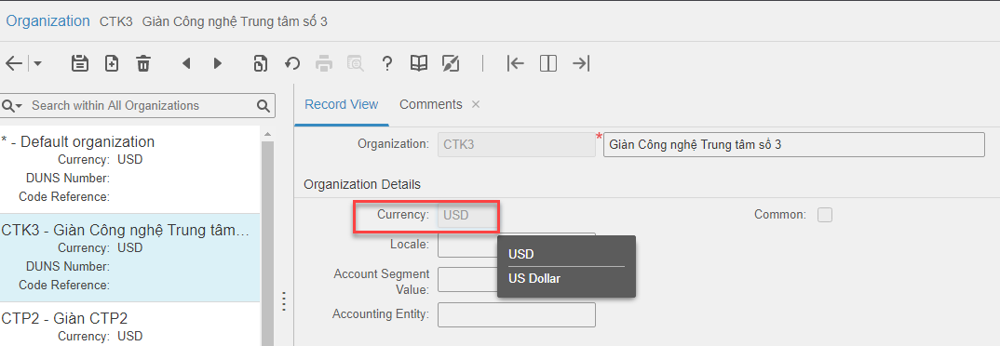 Organization CTK3 Giàn Công nghệ Trung tâm số 3
Search within All Organizations
* - Default organization
Currency: USD
DUNS Number:
Code Reference:
CTK3 - Giàn Công nghệ Trung tâm...
Currency: USD
DUNS Number:
Code Reference:
CTP2 - Giàn CTP2
Currency: USD
Record View Comments ×
Organization: CTK3 * Giàn Công nghệ Trung tâm số 3
Organization Details
Currency: USD Common:
Locale:
USD
US Dollar
Account Segment
Value:
Accounting Entity: